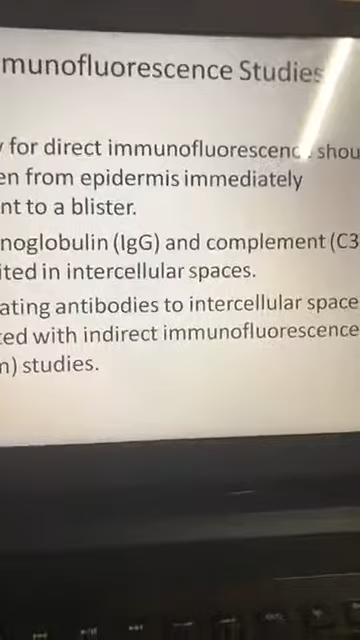 munofluorescence Studies
for direct immunofluorescenc shou
en from epidermis immediately
nt to a blister.
noglobulin (IgG) and complement (C3
ited in intercellular spaces.
ating antibodies to intercellular space
ted with indirect immunofluorescence
m) studies.